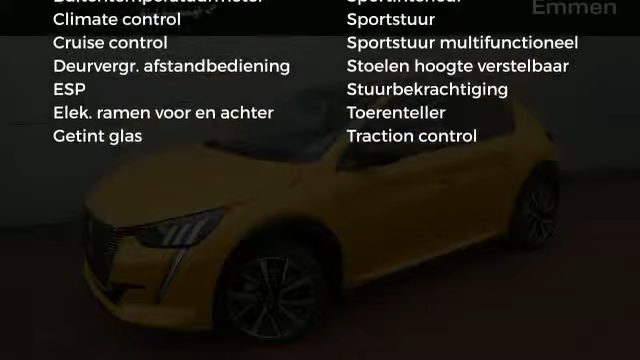 Emmen
Climate control
Cruise control
Deurvergr. afstandbediening
ESP
Elek. ramen voor en achter
Getint glas
Sportstuur
Sportstuur multifunctioneel
Stoelen hoogte verstelbaar
Stuurbekrachtiging
Toerenteller
Traction control